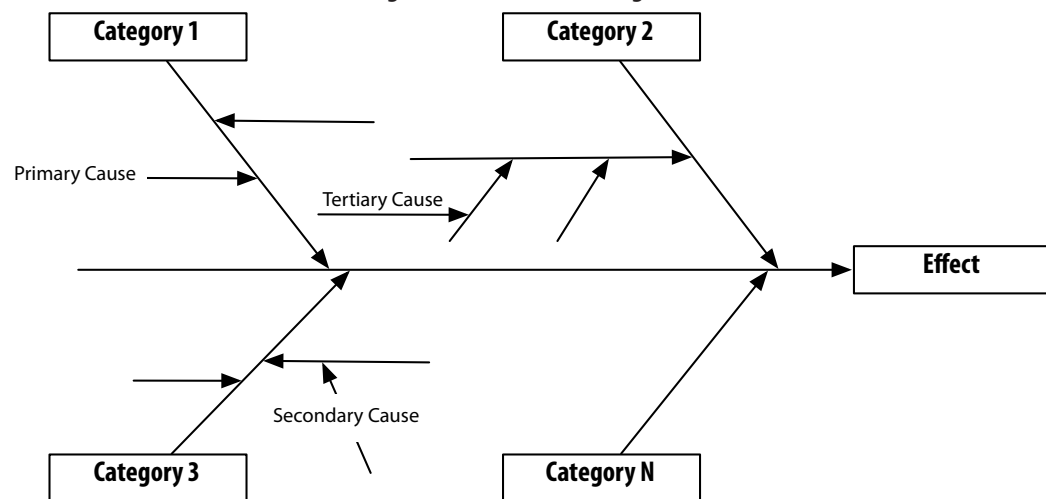 Category 1
Category 2
Primary Cause
Tertiary Cause
Effect
Secondary Cause
Category 3
Category N